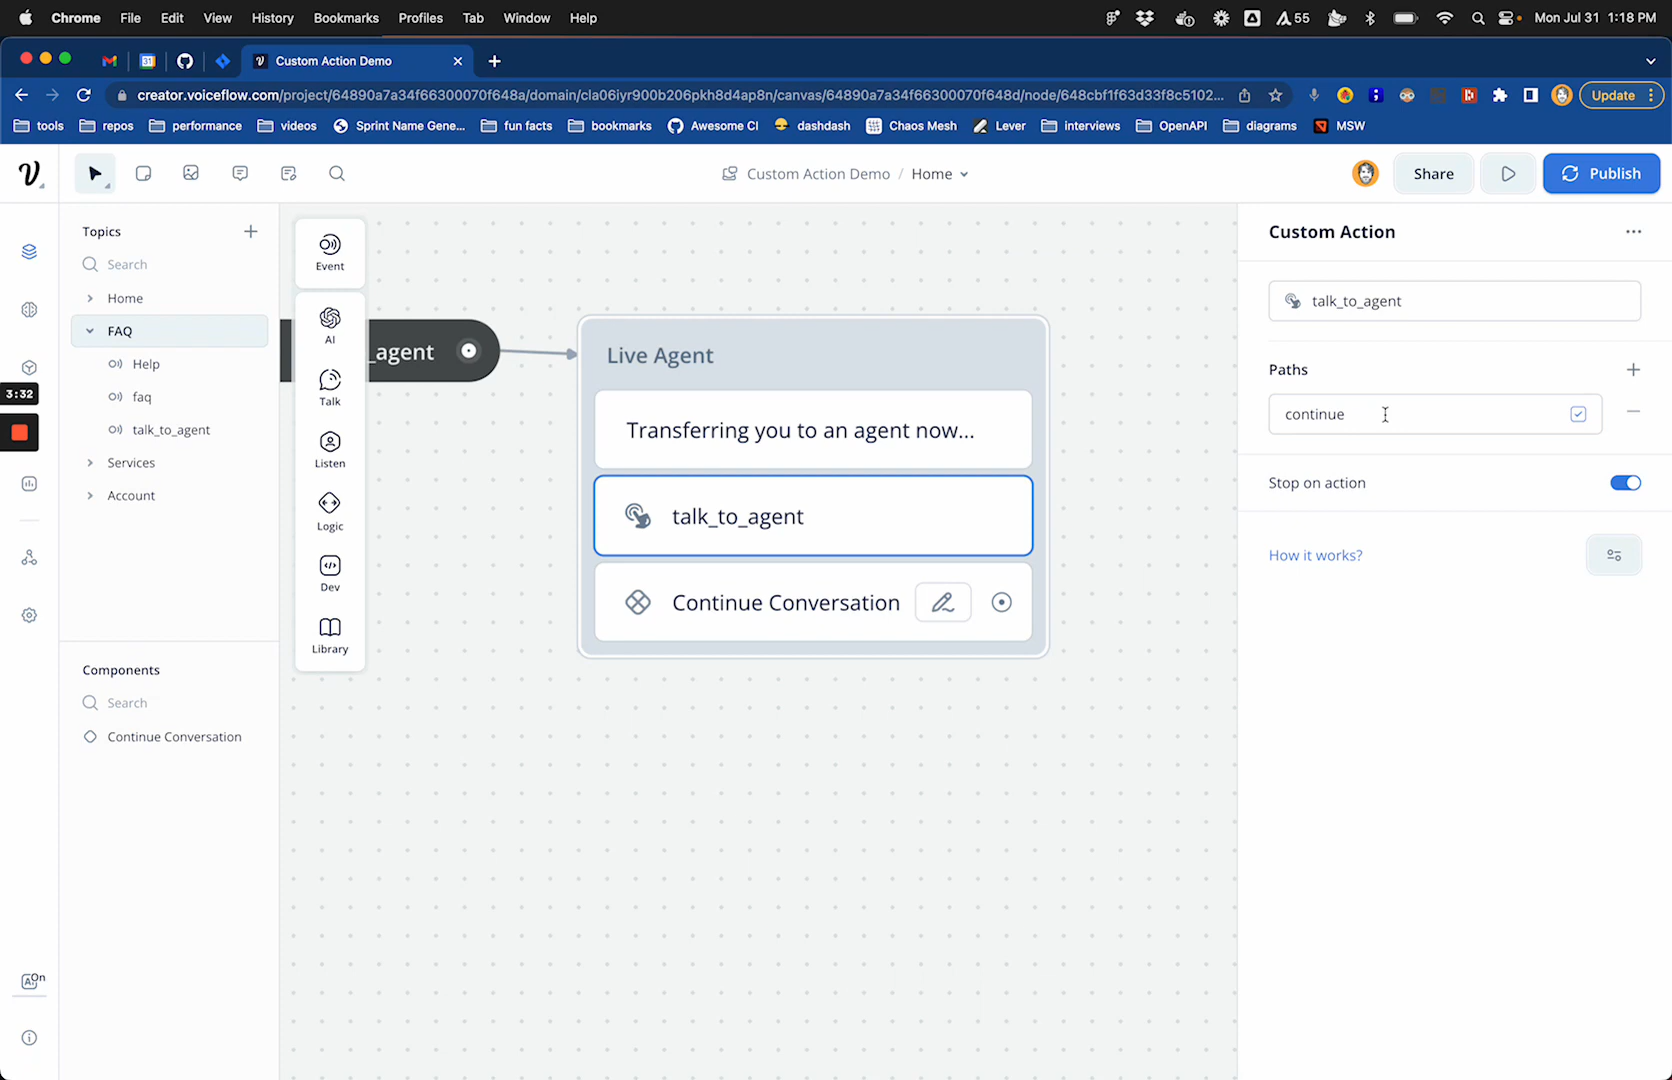 Chrome File Edit View History Bookmarks Profiles Tab Window Help 55 Mon Jul 31 1:18 PM
31 V Custom Action Demo
creator.voiceflow.com/project/64890a7a34f66300070f648a/domain/cla06iyr900b206pkh8d4ap8n/canvas/64890a7a34f66300070f648d/node/648cbf1f63d33f8c5102... Update
tools repos performance videos Sprint Name Gene... fun facts bookmarks Awesome CI dashdash Chaos Mesh Lever interviews OpenAPI diagrams MSW
V Custom Action Demo / Home Share Publish
Topics
Search
Home
FAQ
Help
faq
talk_to_agent
Services
Account
3:32
Components
Search
Continue Conversation
On
Event
AI
Talk
Listen
Logic
Dev
Library
_agent
Live Agent
Transferring you to an agent now...
talk_to_agent
Continue Conversation
Custom Action
talk_to_agent
Paths
continue
Stop on action
How it works?